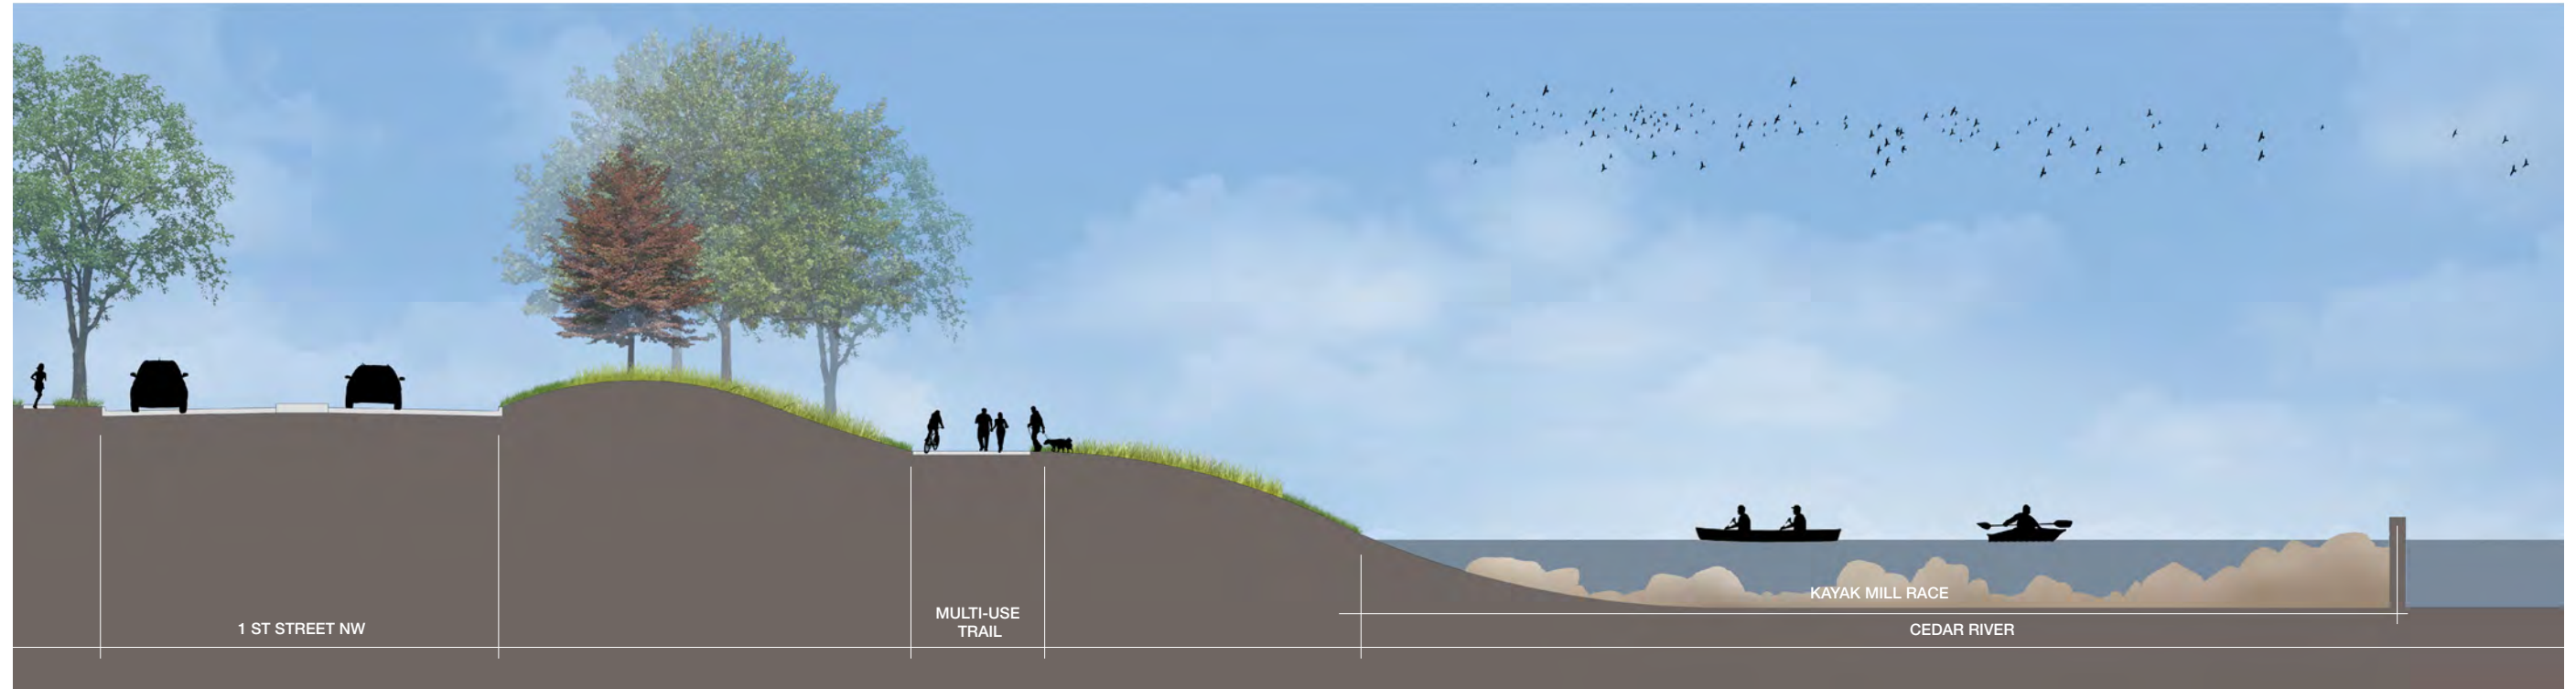 1 ST STREET NW
MULTI-USE
TRAIL
KAYAK MILL RACE
CEDAR RIVER